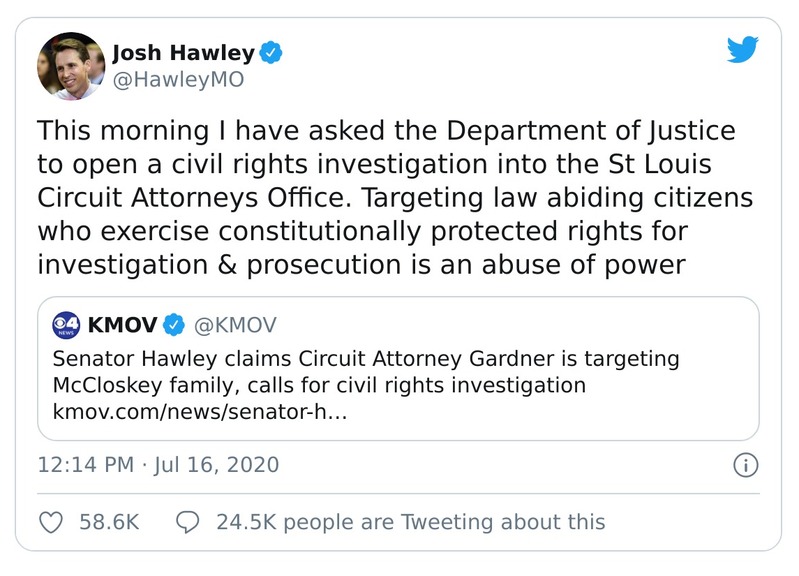 Josh Hawley
@HawleyMO
This morning I have asked the Department of Justice
to open a civil rights investigation into the St Louis
Circuit Attorneys Office. Targeting law abiding citizens
who exercise constitutionally protected rights for
investigation & prosecution is an abuse of power
4 NEWS
KMOV @KMOV
Senator Hawley claims Circuit Attorney Gardner is targeting
McCloskey family, calls for civil rights investigation
kmov.com/news/senator-h...
12:14 PM · Jul 16, 2020
58.6K 24.5K people are Tweeting about this